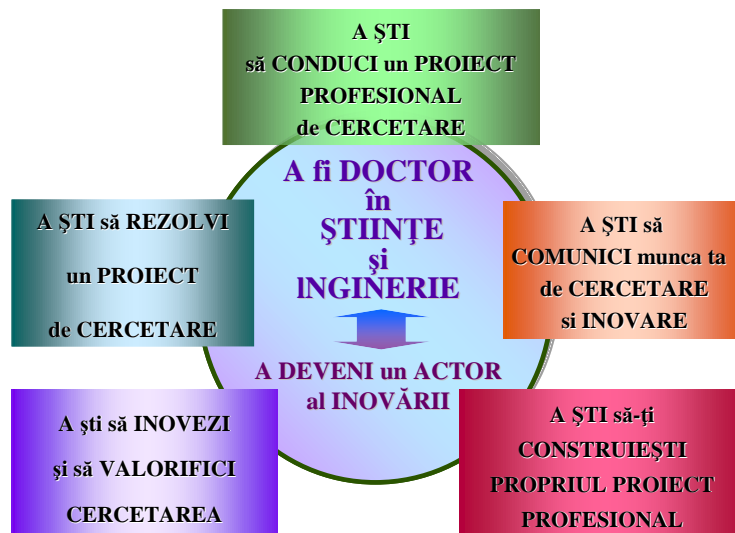 A ŞTI
să CONDUCI un PROIECT
PROFESIONAL
de CERCETARE
A fi DOCTOR
în
ŞTIINŢE
şi
INGINERIE
A DEVENI un ACTOR
al INOVĂRII
A ŞTI să REZOLVI
un PROIECT
de CERCETARE
A ŞTI să
COMUNICI munca ta
de CERCETARE
si INOVARE
A şti să INOVEZI
şi să VALORIFICI
CERCETAREA
A ŞTI să-ţi
CONSTRUIEŞTI
PROPRIUL PROIECT
PROFESIONAL